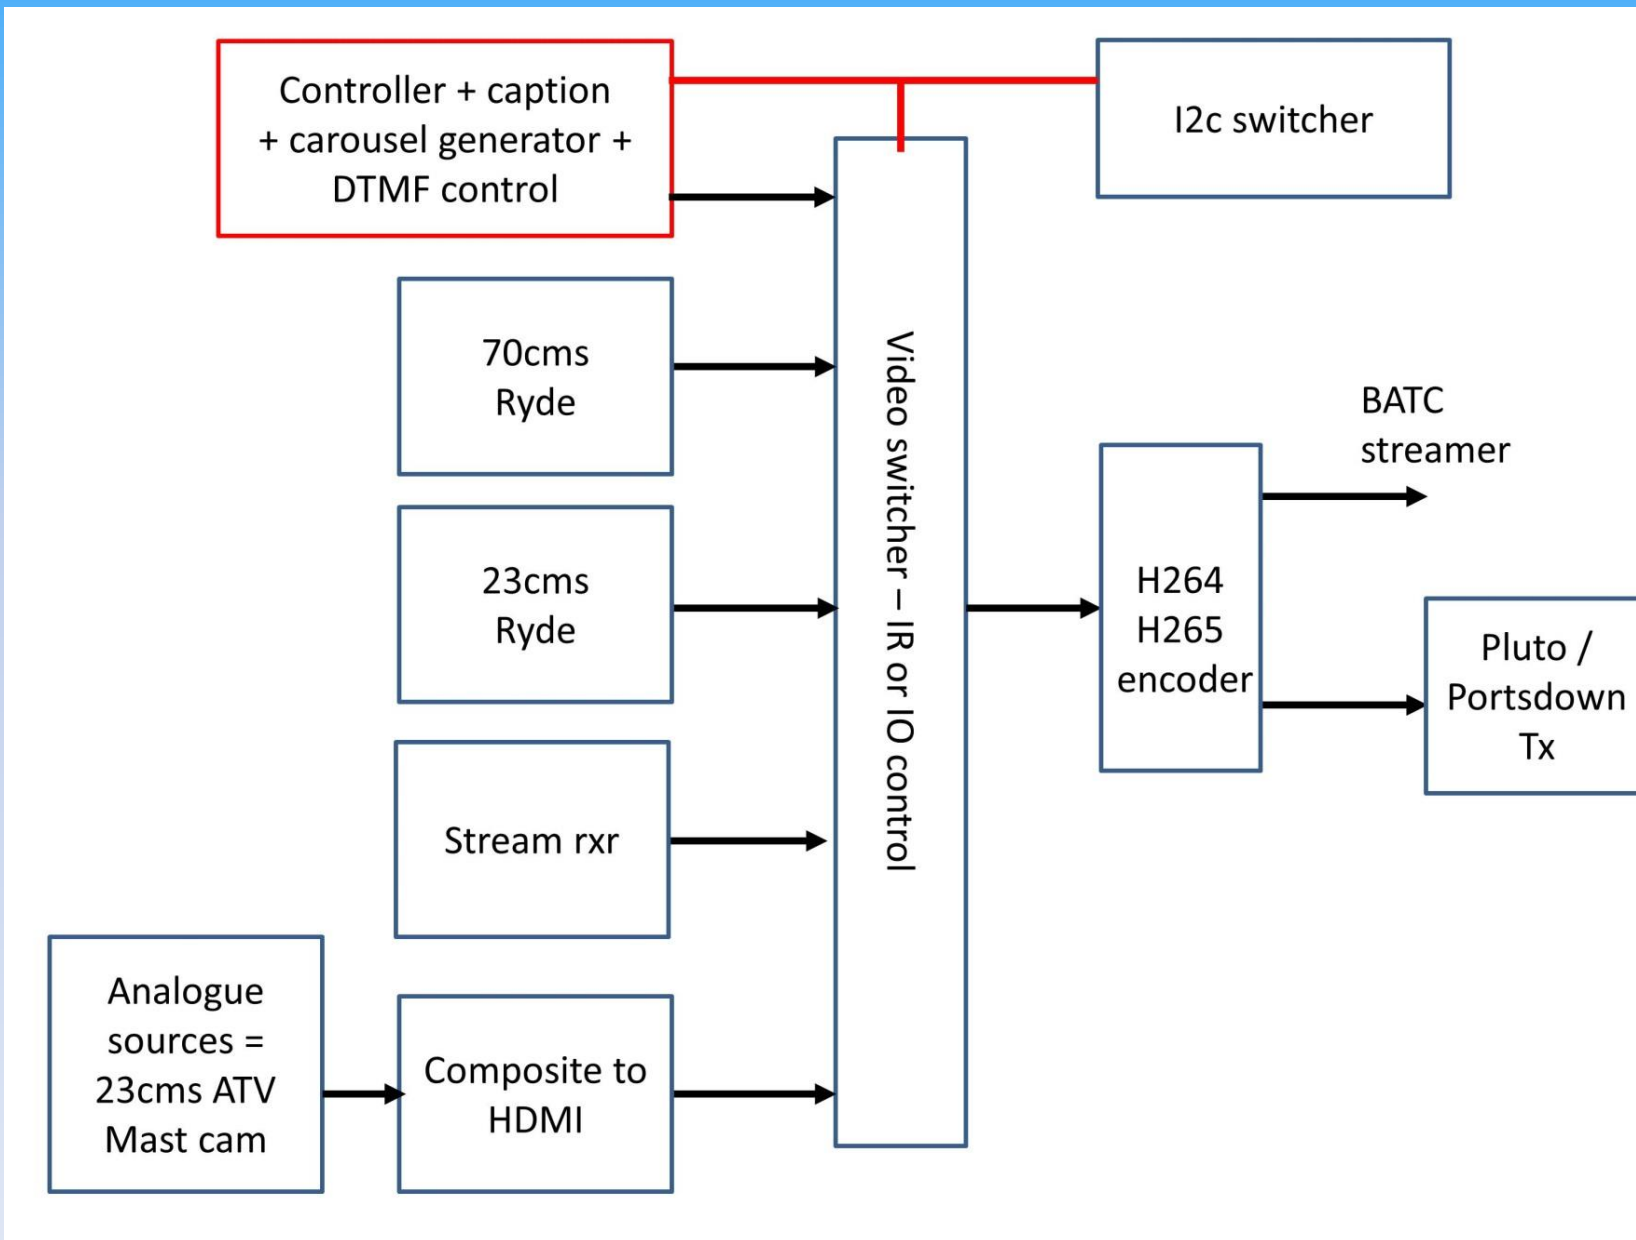 Controller + caption
+ carousel generator +
DTMF control
I2c switcher
70cms
Ryde
23cms
Ryde
Stream rxr
Analogue
sources =
23cms ATV
Mast cam
Composite to
HDMI
Video switcher – IR or IO control
H264
H265
encoder
BATC
streamer
Pluto /
Portsdown
Tx